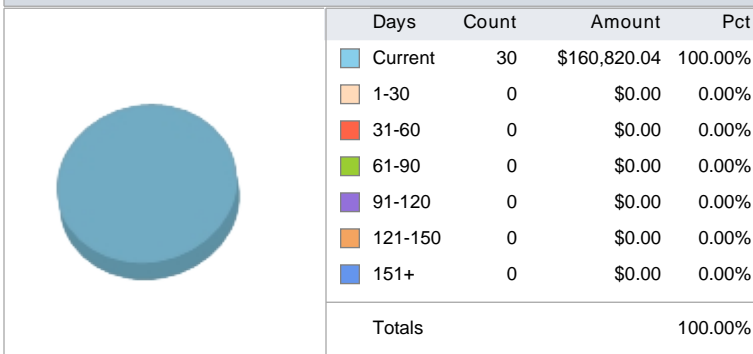 Days Count Amount Pct
Current 30 $160,820.04 100.00%
1-30 0 $0.00 0.00%
31-60 0 $0.00 0.00%
61-90 0 $0.00 0.00%
91-120 0 $0.00 0.00%
121-150 0 $0.00 0.00%
151+ 0 $0.00 0.00%
Totals 100.00%